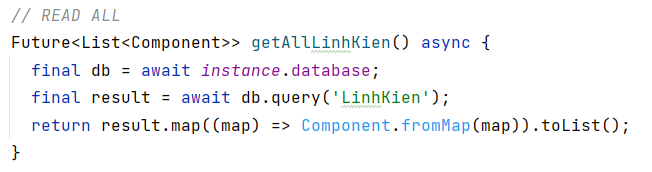 // READ ALL
Future<List<Component>> getAllLinhKien() async {
  final db = await instance.database;
  final result = await db.query('LinhKien');
  return result.map((map) => Component.fromMap(map)).toList();
}